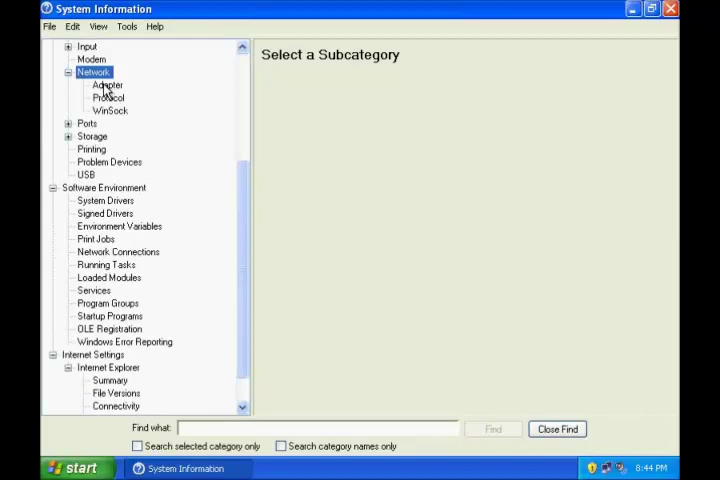 System Information
File Edit View Tools Help
Input
Modem
Network
Adapter
Protocol
WinSock
Ports
Storage
Printing
Problem Devices
USB
Software Environment
System Drivers
Signed Drivers
Environment Variables
Print Jobs
Network Connections
Running Tasks
Loaded Modules
Services
Program Groups
Startup Programs
OLE Registration
Windows Error Reporting
Internet Settings
Internet Explorer
Summary
File Versions
Connectivity
Select a Subcategory
Find what:
Find
Close Find
Search selected category only
Search category names only
start
System Information
8:44 PM